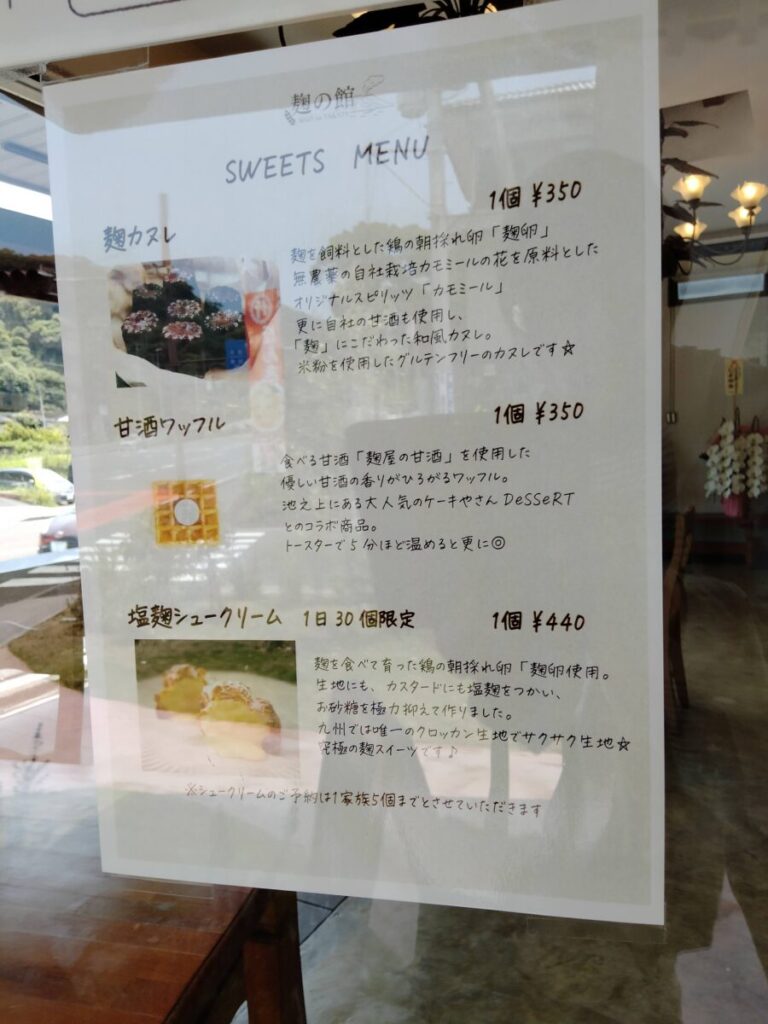 麹の館
SWEETS MENU
1個 ¥350
麹カヌレ
麹を飼料とした鶏の朝採れ卵「麹卵」
無農薬の自社栽培カモミールの花を原料とした
オリジナルスピリッツ「カモミール」
更に自社の甘酒を使用し、
「麹」にこだわった和風カヌレ。
米粉を使用したグルテンフリーのカヌレです☆
1個 ¥350
甘酒ワッフル
食べる甘酒「麹屋の甘酒」を使用した
優しい甘酒の香りがひろがるワッフル。
池之上にある大人気のケーキやさん DeSSeRT
とのコラボ商品。
トースターで5分ほど温めると更に◎
塩麹シュークリーム 1日30個限定 1個 ¥440
麹を食べて育った鶏の朝採れ卵「麹卵使用。
生地にも、カスタードにも塩麹をつかい、
お砂糖を極力抑えて作りました。
九州では唯一のクロッカン生地でサクサク生地☆
究極の麹スイーツです♪
※シュークリームのご予約は1家族5個までとさせていただきます